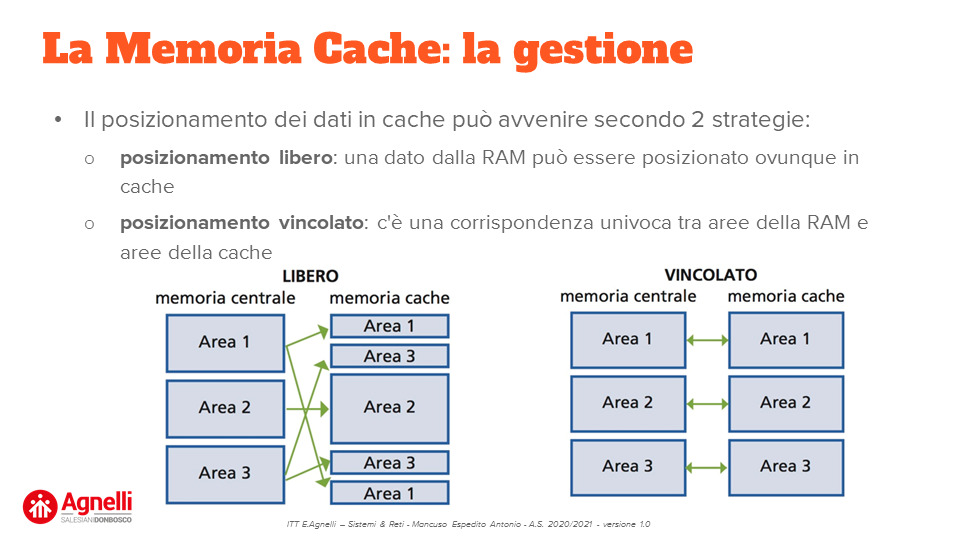 La Memoria Cache: la gestione
• Il posizionamento dei dati in cache può avvenire secondo 2 strategie:
o posizionamento libero: una dato dalla RAM può essere posizionato ovunque in
cache
o posizionamento vincolato: c'è una corrispondenza univoca tra aree della RAM e
aree della cache
LIBERO
memoria centrale memoria cache
Area 1
Area 2
Area 3
Area 1
Area 3
Area 2
Area 3
Area 1
VINCOLATO
memoria centrale memoria cache
Area 1 Area 1
Area 2 Area 2
Area 3 Area 3
Agnelli
SALESIANI DONBOSCO
ITT E.Agnelli – Sistemi & Reti - Mancuso Espedito Antonio - A.S. 2020/2021 - versione 1.0